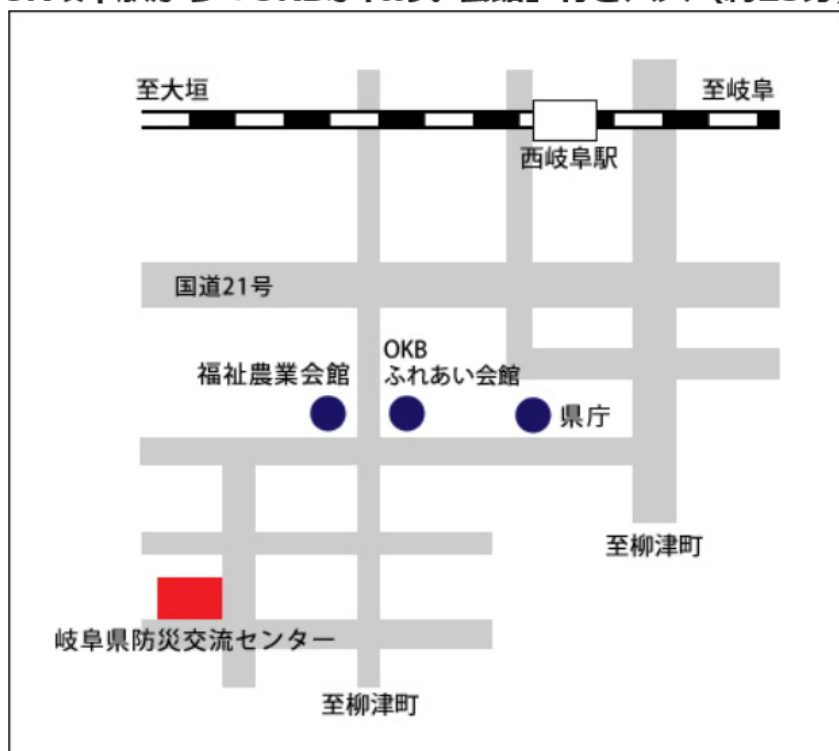 至大垣
至岐阜
西岐阜駅
国道21号
福祉農業会館
OKB
ふれあい会館
県庁
至柳津町
岐阜県防災交流センター
至柳津町